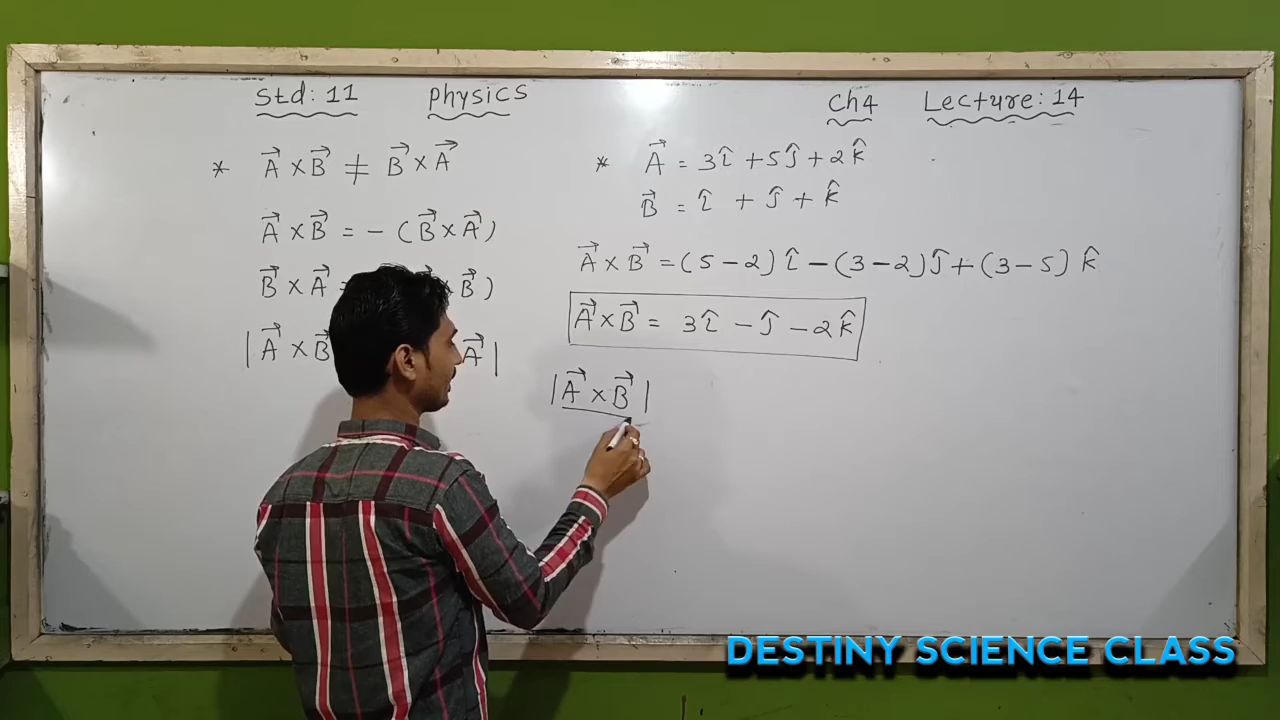 Std: 11 Physics Ch4 Lecture: 14
* A⃗ × B⃗ ≠ B⃗ × A⃗
A⃗ × B⃗ = - (B⃗ × A⃗)
B⃗ × A⃗ = B⃗)
|A⃗ × B⃗ A⃗|
* A⃗ = 3î + 5ĵ + 2k̂
B⃗ = î + ĵ + k̂
A⃗ × B⃗ = (5 - 2) î - (3 - 2) ĵ + (3 - 5) k̂
A⃗ × B⃗ = 3î - ĵ - 2k̂
|A⃗ × B⃗|
DESTINY SCIENCE CLASS